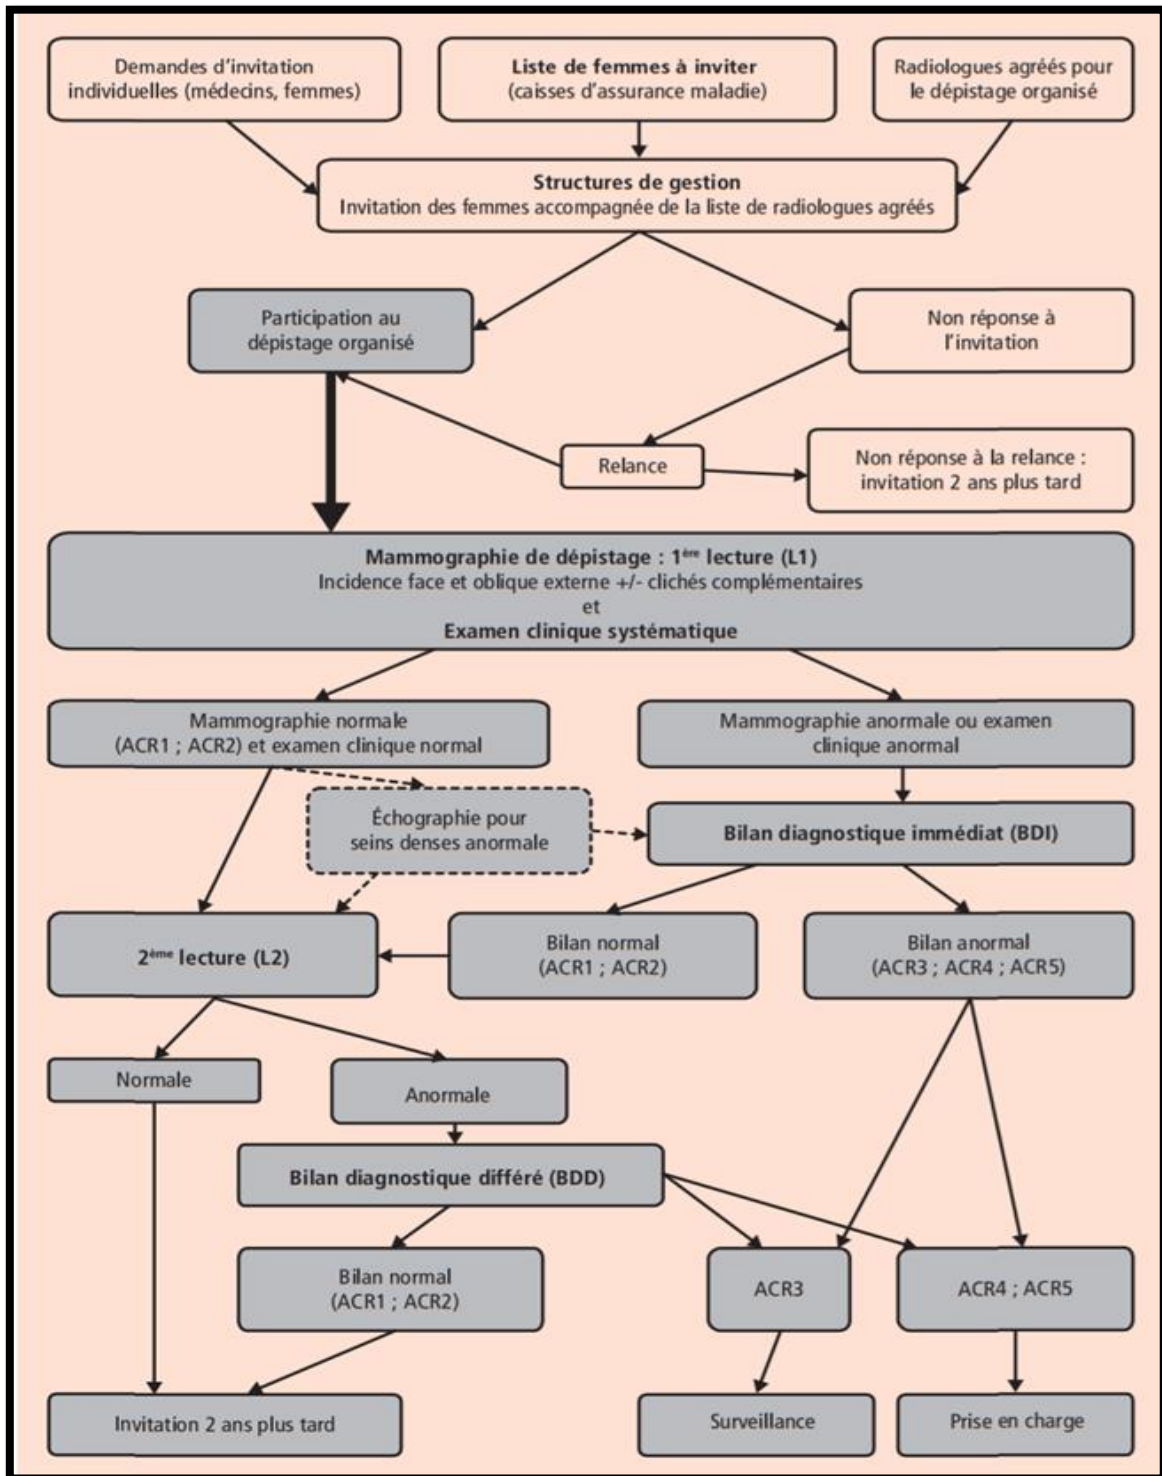 Demandes d'invitation
individuelles (médecins, femmes)
Liste de femmes à inviter
(caisses d'assurance maladie)
Radiologues agréés pour
le dépistage organisé
Structures de gestion
Invitation des femmes accompagnée de la liste de radiologues agréés
Participation au
dépistage organisé
Non réponse à
l'invitation
Relance
Non réponse à la relance :
invitation 2 ans plus tard
Mammographie de dépistage : 1ère lecture (L1)
Incidence face et oblique externe +/- clichés complémentaires
et
Examen clinique systématique
Mammographie normale
(ACR1 ; ACR2) et examen clinique normal
Mammographie anormale ou examen
clinique anormal
Échographie pour
seins denses anormale
Bilan diagnostique immédiat (BDI)
2ème lecture (L2)
Bilan normal
(ACR1 ; ACR2)
Bilan anormal
(ACR3 ; ACR4 ; ACR5)
Normale
Anormale
Bilan diagnostique différé (BDD)
Bilan normal
(ACR1 ; ACR2)
ACR3
ACR4 ; ACR5
Invitation 2 ans plus tard
Surveillance
Prise en charge